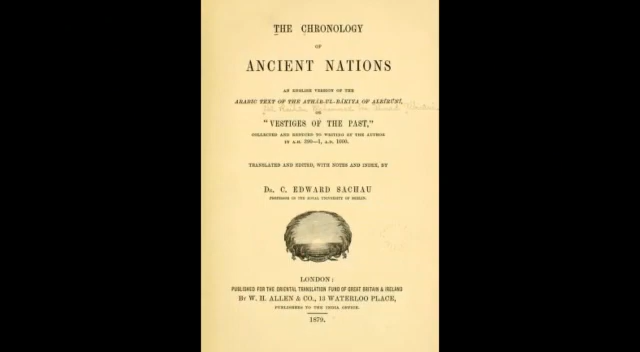 THE CHRONOLOGY
OF
ANCIENT NATIONS
AN ENGLISH VERSION OF THE
ARABIC TEXT OF THE ATHÂR-UL-BÂKIYA OF ALBÎRÛNÎ,
OR
"VESTIGES OF THE PAST,"
COLLECTED AND REDUCED TO WRITING BY THE AUTHOR
IN A.H. 390—1, A.D. 1000.
TRANSLATED AND EDITED, WITH NOTES AND INDEX, BY
DR. C. EDWARD SACHAU
PROFESSOR IN THE ROYAL UNIVERSITY OF BERLIN.
LONDON:
PUBLISHED FOR THE ORIENTAL TRANSLATION FUND OF GREAT BRITAIN & IRELAND
BY W. H. ALLEN & CO., 13 WATERLOO PLACE,
PUBLISHERS TO THE INDIA OFFICE.
1879.